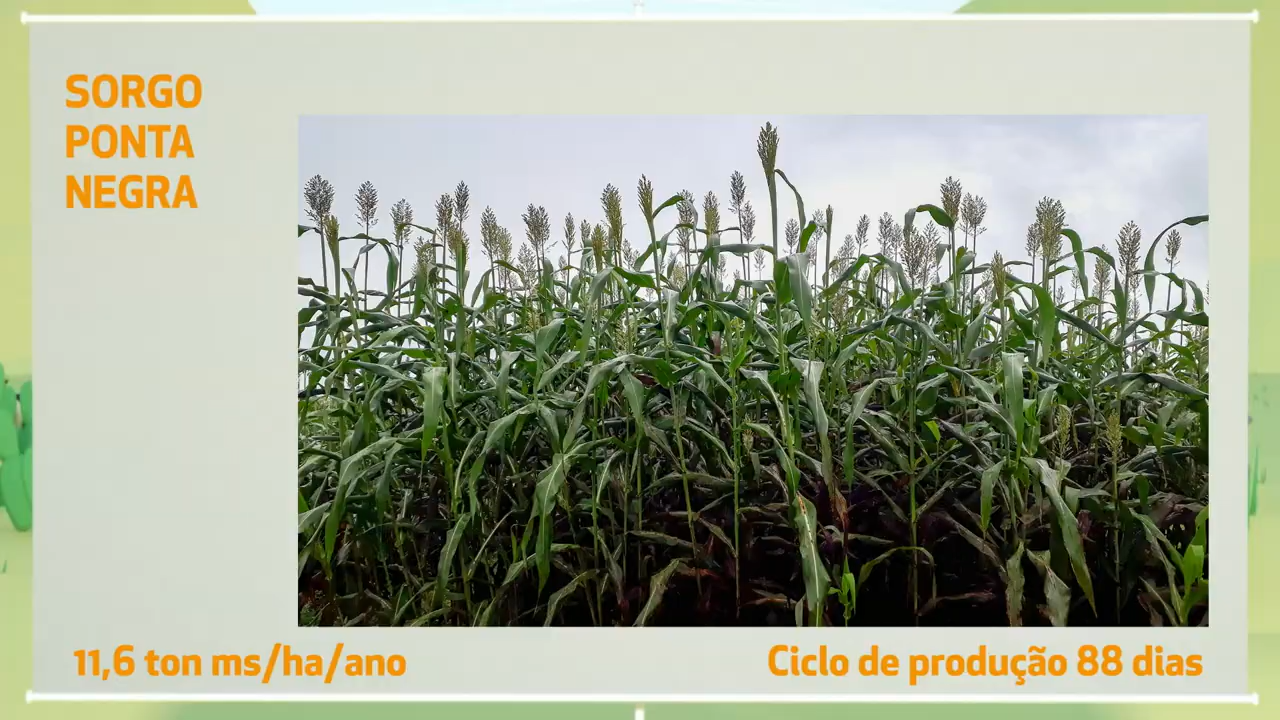 SORGO
PONTA
NEGRA
11,6 ton ms/ha/ano
Ciclo de produção 88 dias